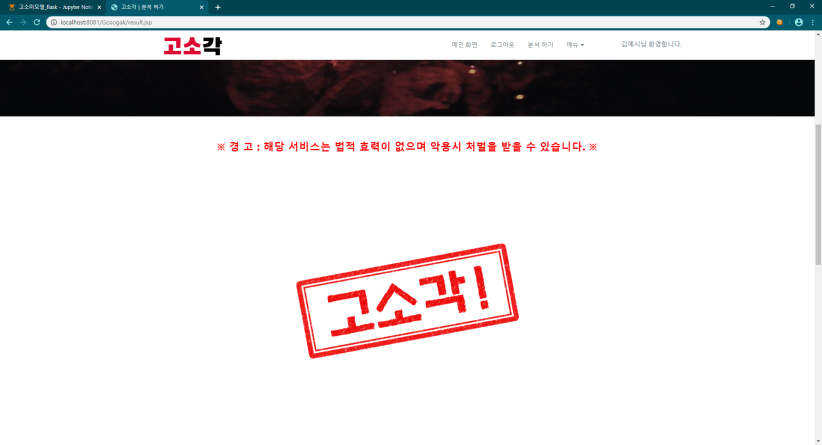 고소미모델_flask - Jupyter Note
고소각 | 분석 하기
localhost:8081/Gosogak/result.jsp
고소각
메인 화면 로그아웃 분석 하기 메뉴
김예시님 환영합니다.
※ 경 고 : 해당 서비스는 법적 효력이 없으며 악용시 처벌을 받을 수 있습니다. ※
고소각!